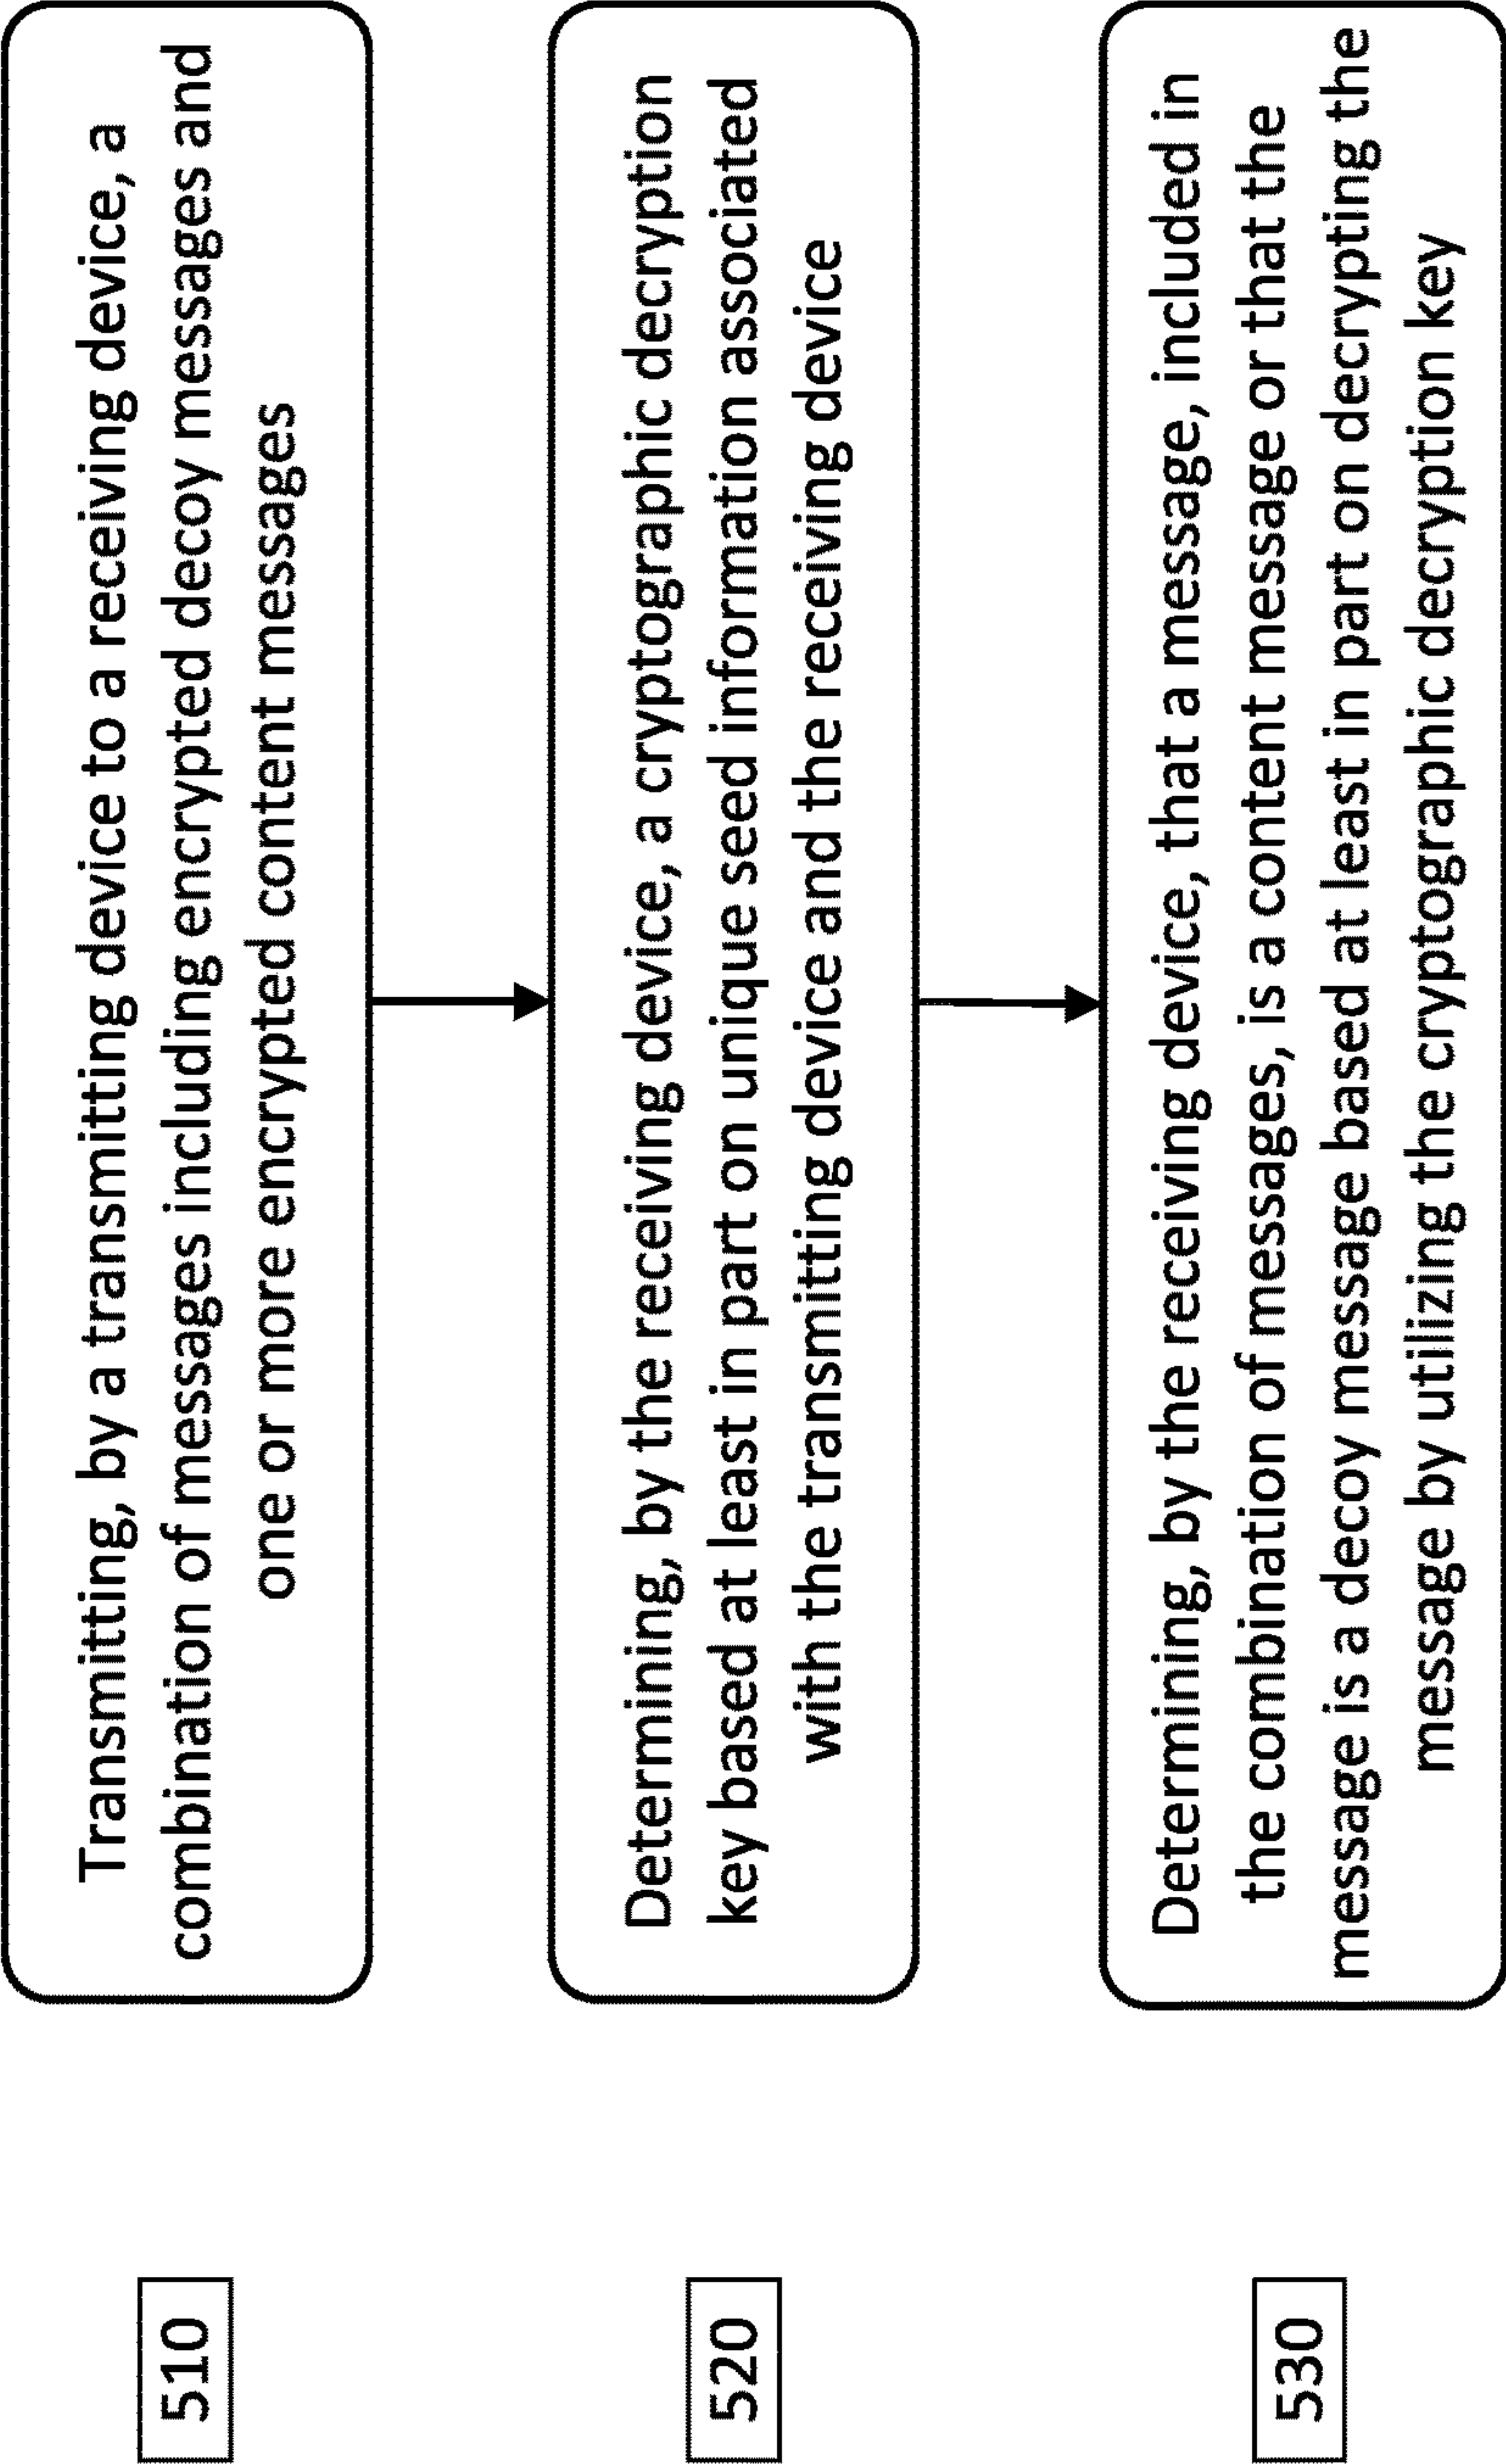 510
Transmitting, by a transmitting device to a receiving device, a
combination of messages including encrypted decoy messages and
one or more encrypted content messages
520
Determining, by the receiving device, a cryptographic decryption
key based at least in part on unique seed information associated
with the transmitting device and the receiving device
530
Determining, by the receiving device, that a message, included in
the combination of messages, is a content message or that the
message is a decoy message based at least in part on decrypting the
message by utilizing the cryptographic decryption key